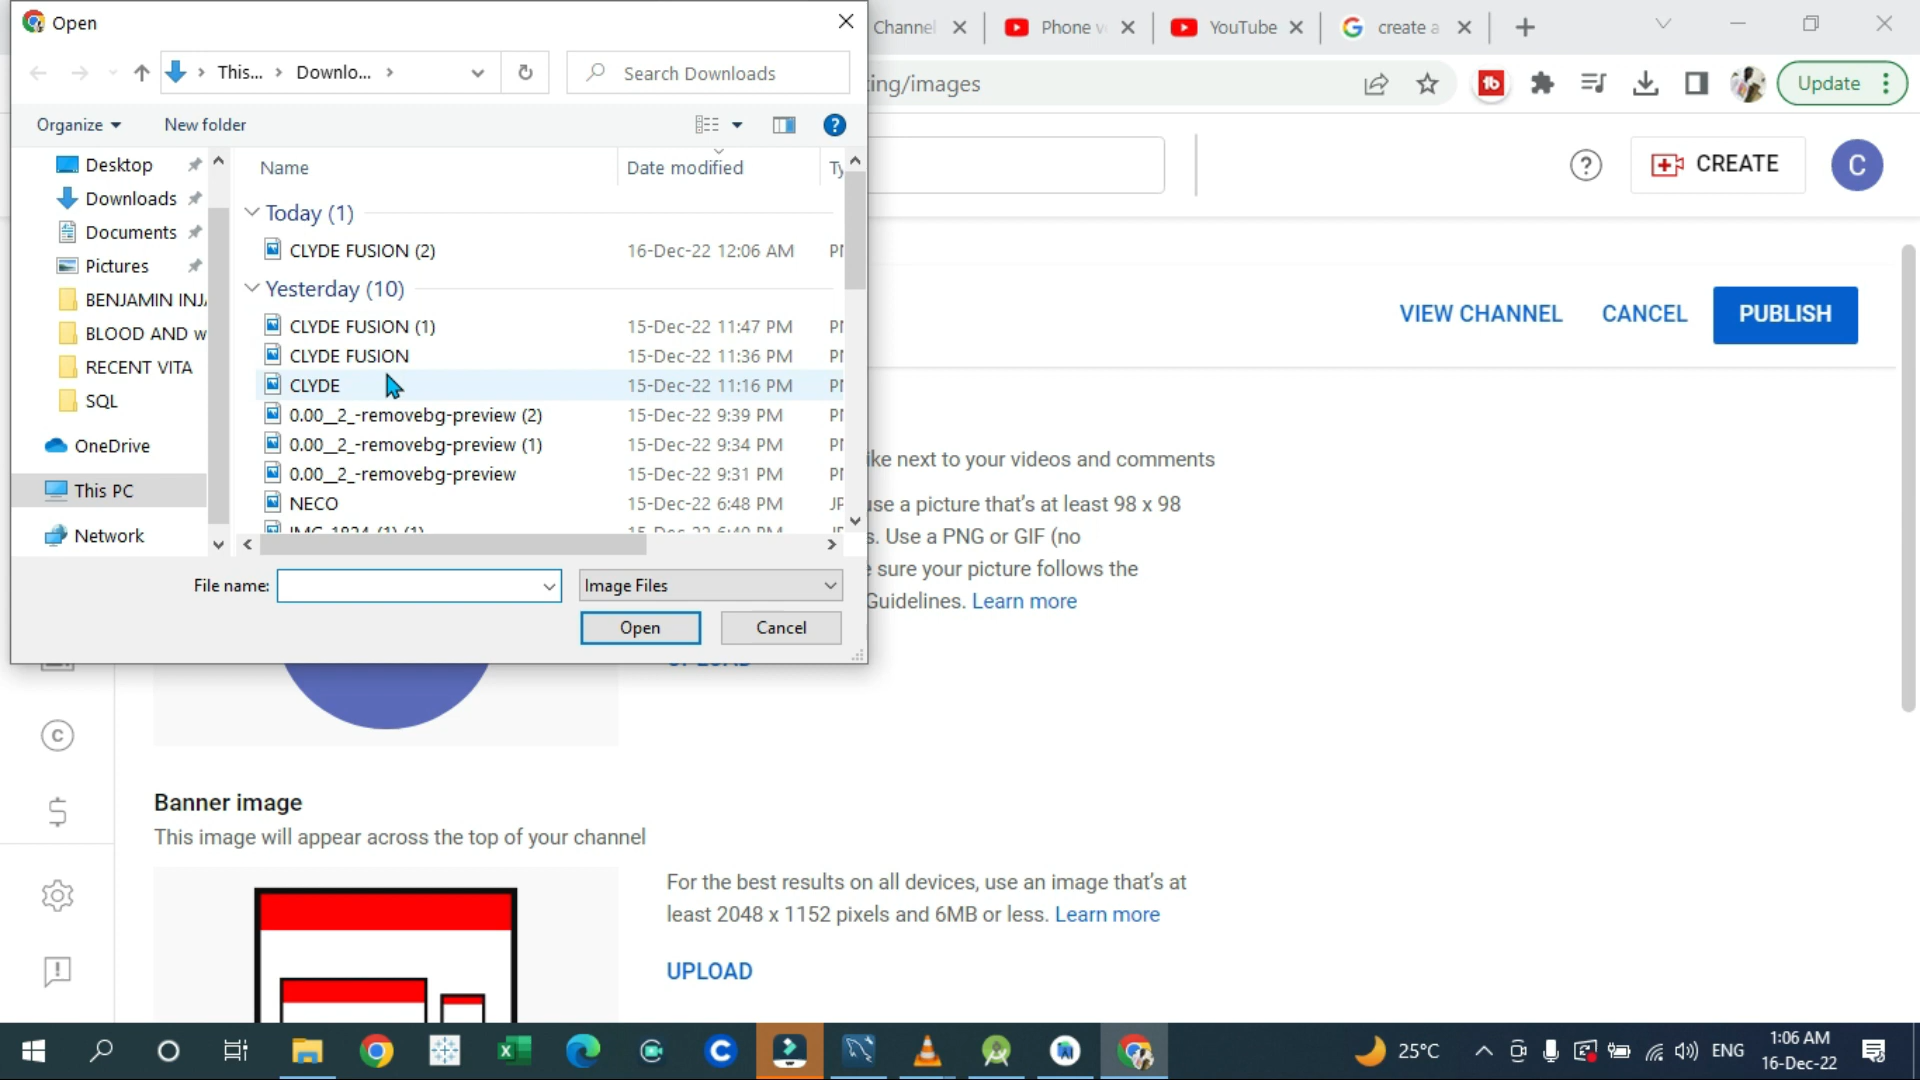 Open
Channel
Phone v
YouTube
create a
This...
Downlo...
Search Downloads
ing/images
Update
Organize
New folder
Name
Date modified
Ty
CREATE
C
Desktop
Downloads
Documents
Pictures
BENJAMIN INJ
BLOOD AND w
RECENT VITA
SQL
OneDrive
This PC
Network
Today (1)
CLYDE FUSION (2) 16-Dec-22 12:06 AM
Yesterday (10)
CLYDE FUSION (1) 15-Dec-22 11:47 PM
CLYDE FUSION 15-Dec-22 11:36 PM
CLYDE 15-Dec-22 11:16 PM
0.00__2_-removebg-preview (2) 15-Dec-22 9:39 PM
0.00__2_-removebg-preview (1) 15-Dec-22 9:34 PM
0.00__2_-removebg-preview 15-Dec-22 9:31 PM
NECO 15-Dec-22 6:48 PM JP
File name:
Image Files
Open
Cancel
VIEW CHANNEL
CANCEL
PUBLISH
ike next to your videos and comments
use a picture that's at least 98 x 98
s. Use a PNG or GIF (no
sure your picture follows the
Guidelines. Learn more
UPLOAD
Banner image
This image will appear across the top of your channel
For the best results on all devices, use an image that's at
least 2048 x 1152 pixels and 6MB or less. Learn more
UPLOAD
25°C
ENG
1:06 AM
16-Dec-22